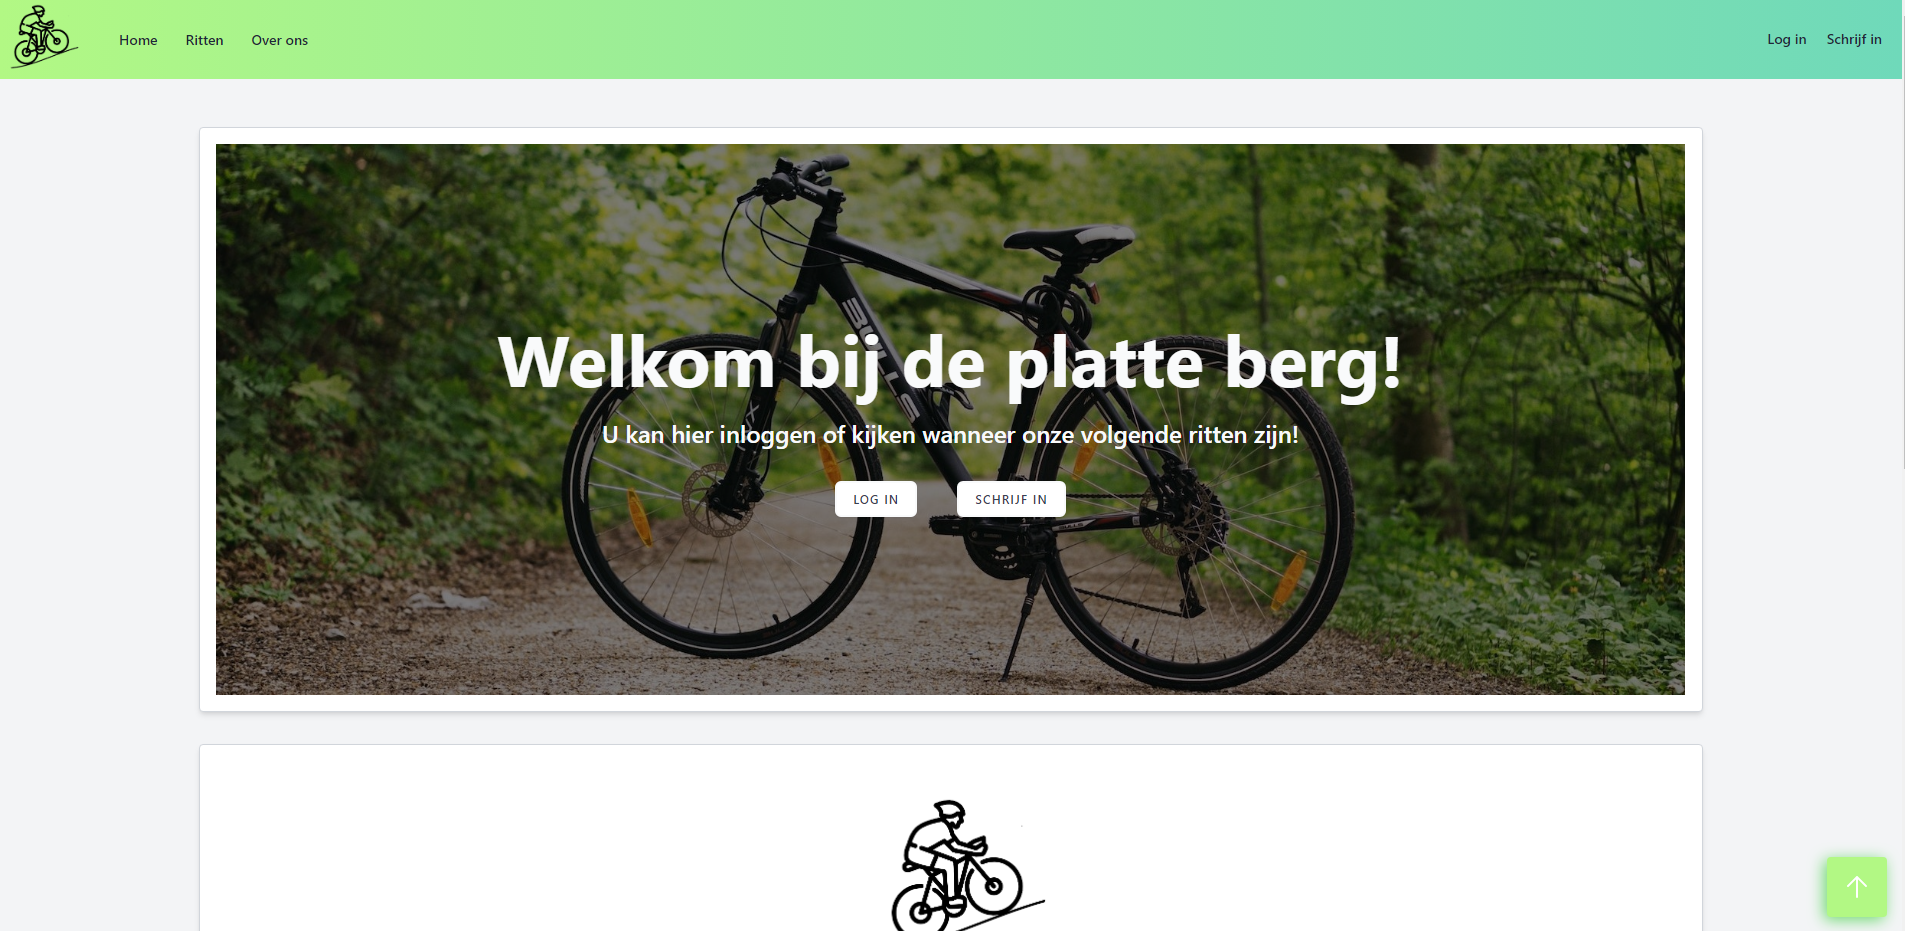 Home Ritten Over ons Log in Schrijf in
Welkom bij de platte berg!
U kan hier inloggen of kijken wanneer onze volgende ritten zijn!
LOG IN SCHRIJF IN
BULLS